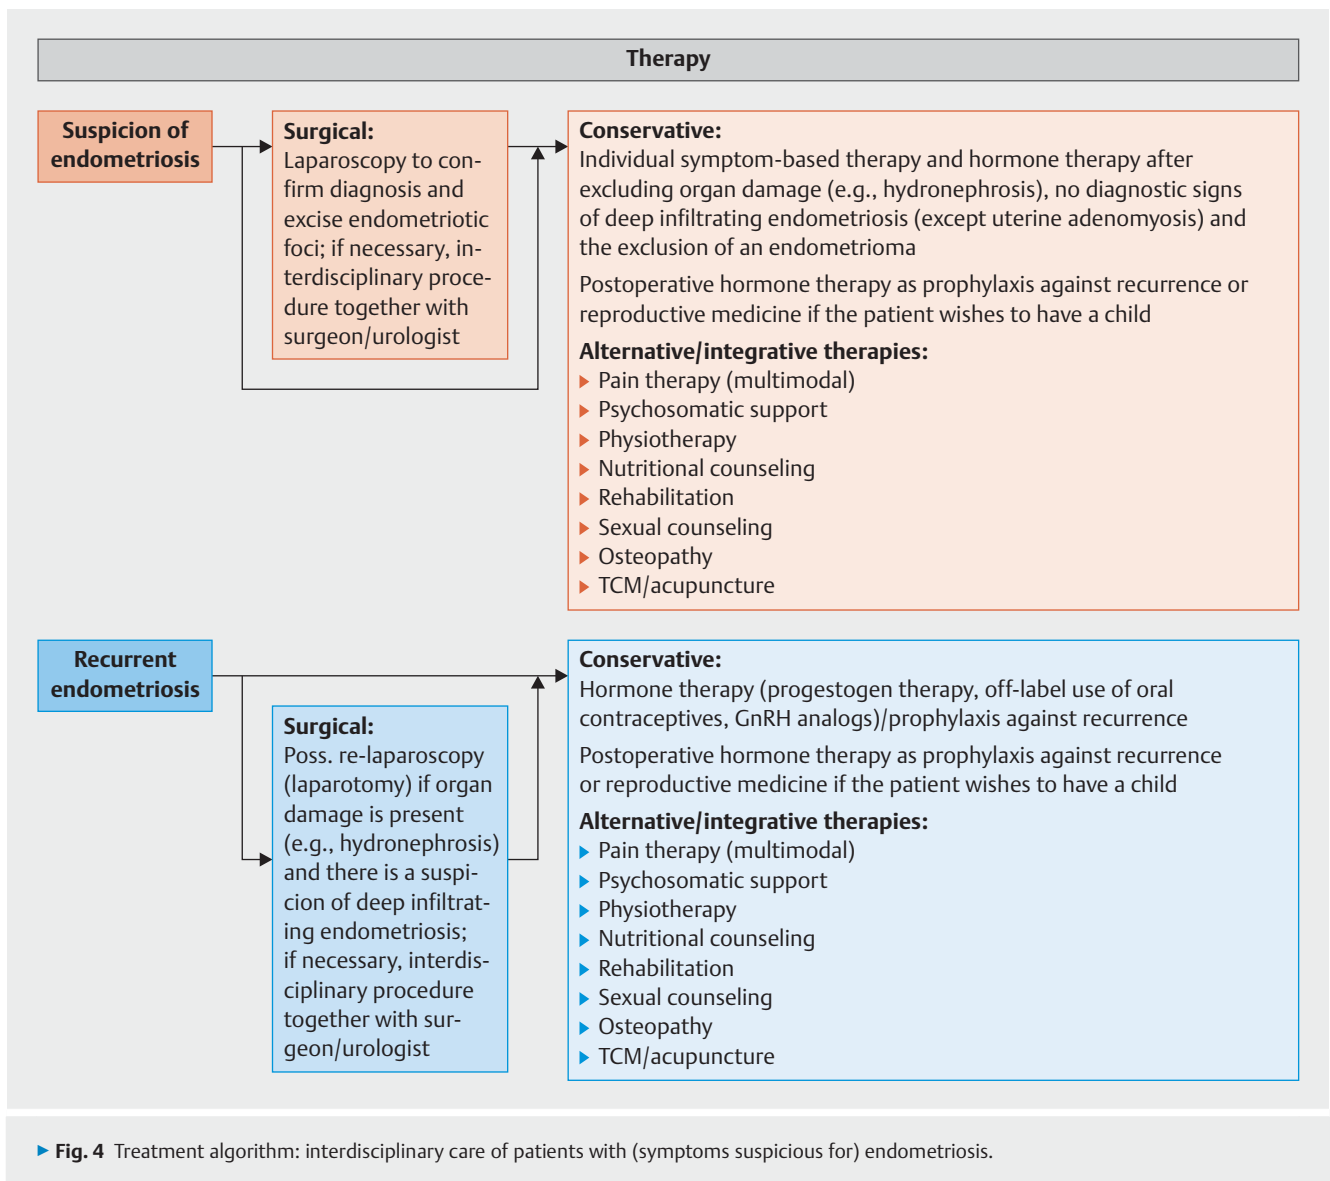 Therapy
Suspicion of
endometriosis
Surgical:
Laparoscopy to con-
firm diagnosis and
excise endometriotic
foci; if necessary, in-
terdisciplinary proce-
dure together with
surgeon/urologist
Conservative:
Individual symptom-based therapy and hormone therapy after
excluding organ damage (e.g., hydronephrosis), no diagnostic signs
of deep infiltrating endometriosis (except uterine adenomyosis) and
the exclusion of an endometrioma
Postoperative hormone therapy as prophylaxis against recurrence or
reproductive medicine if the patient wishes to have a child
Alternative/integrative therapies:
Pain therapy (multimodal)
Psychosomatic support
Physiotherapy
Nutritional counseling
Rehabilitation
Sexual counseling
Osteopathy
TCM/acupuncture
Recurrent
endometriosis
Surgical:
Poss. re-laparoscopy
(laparotomy) if organ
damage is present
(e.g., hydronephrosis)
and there is a suspi-
cion of deep infiltrat-
ing endometriosis;
if necessary, interdis-
ciplinary procedure
together with sur-
geon/urologist
Conservative:
Hormone therapy (progestogen therapy, off-label use of oral
contraceptives, GnRH analogs)/prophylaxis against recurrence
Postoperative hormone therapy as prophylaxis against recurrence
or reproductive medicine if the patient wishes to have a child
Alternative/integrative therapies:
Pain therapy (multimodal)
Psychosomatic support
Physiotherapy
Nutritional counseling
Rehabilitation
Sexual counseling
Osteopathy
TCM/acupuncture
Fig. 4 Treatment algorithm: interdisciplinary care of patients with (symptoms suspicious for) endometriosis.